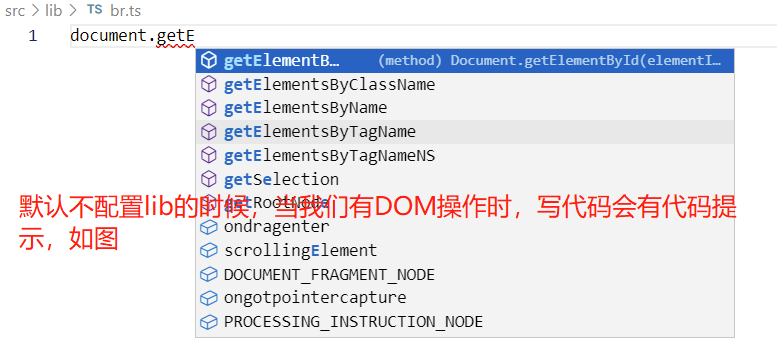 src > lib > TS br.ts
1 document.getE
getElementB… (method) Document.getElementById(elementI…
getElementsByClassName
getElementsByName
getElementsByTagName
getElementsByTagNameNS
getSelection
getRootNode
默认不配置lib的时候，当我们有DOM操作时，写代码会有代码提
示，如图
ondragenter
scrollingElement
DOCUMENT_FRAGMENT_NODE
ongotpointercapture
PROCESSING_INSTRUCTION_NODE